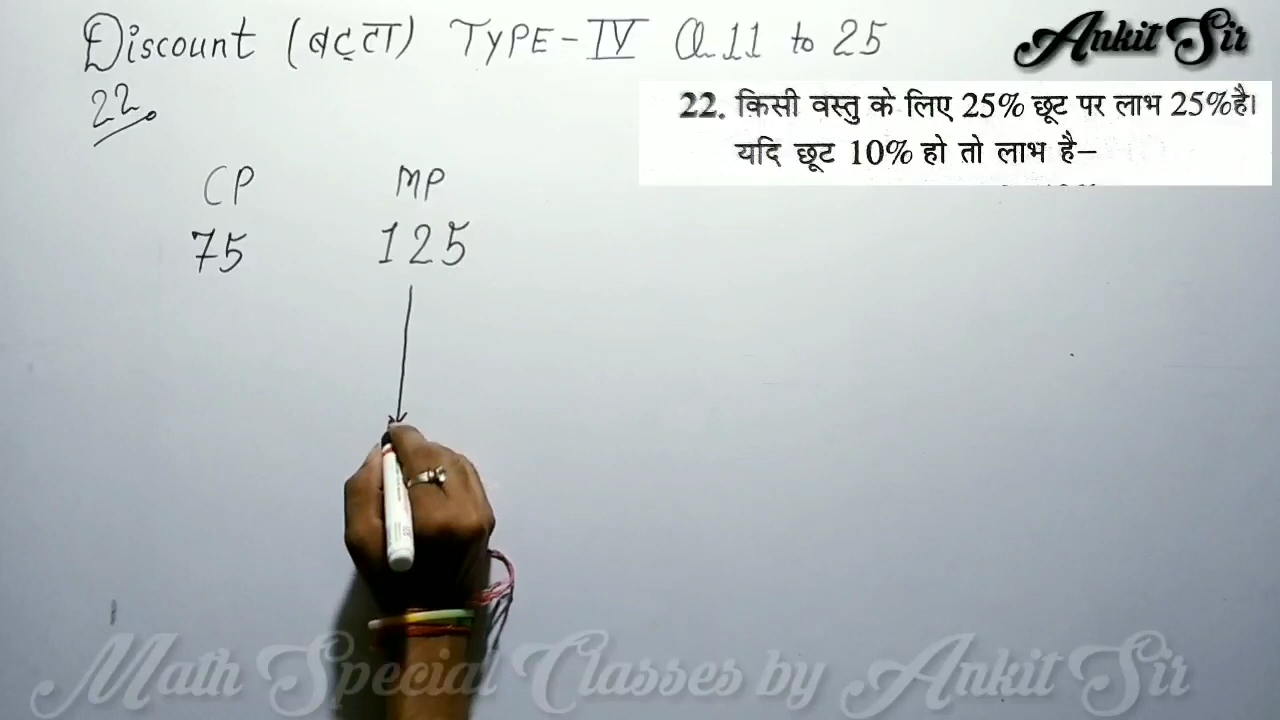 Discount (बट्टा) TYPE-IV Q.11 to 25
Ankit Sir
22.
22. किसी वस्तु के लिए 25% छूट पर लाभ 25%है।
यदि छूट 10% हो तो लाभ है–
CP MP
75 125
Math Special Classes by Ankit Sir